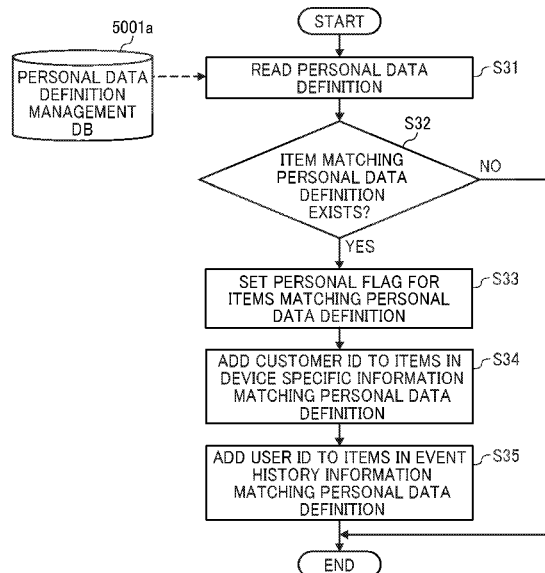 5001a
PERSONAL DATA
DEFINITION
MANAGEMENT
DB
START
READ PERSONAL DATA
DEFINITION
S31
S32
ITEM MATCHING
PERSONAL DATA
DEFINITION
EXISTS?
NO
YES
SET PERSONAL FLAG FOR
ITEMS MATCHING PERSONAL
DATA DEFINITION
S33
ADD CUSTOMER ID TO ITEMS IN
DEVICE SPECIFIC INFORMATION
MATCHING PERSONAL DATA
DEFINITION
S34
ADD USER ID TO ITEMS IN EVENT
HISTORY INFORMATION
MATCHING PERSONAL DATA
DEFINITION
S35
END